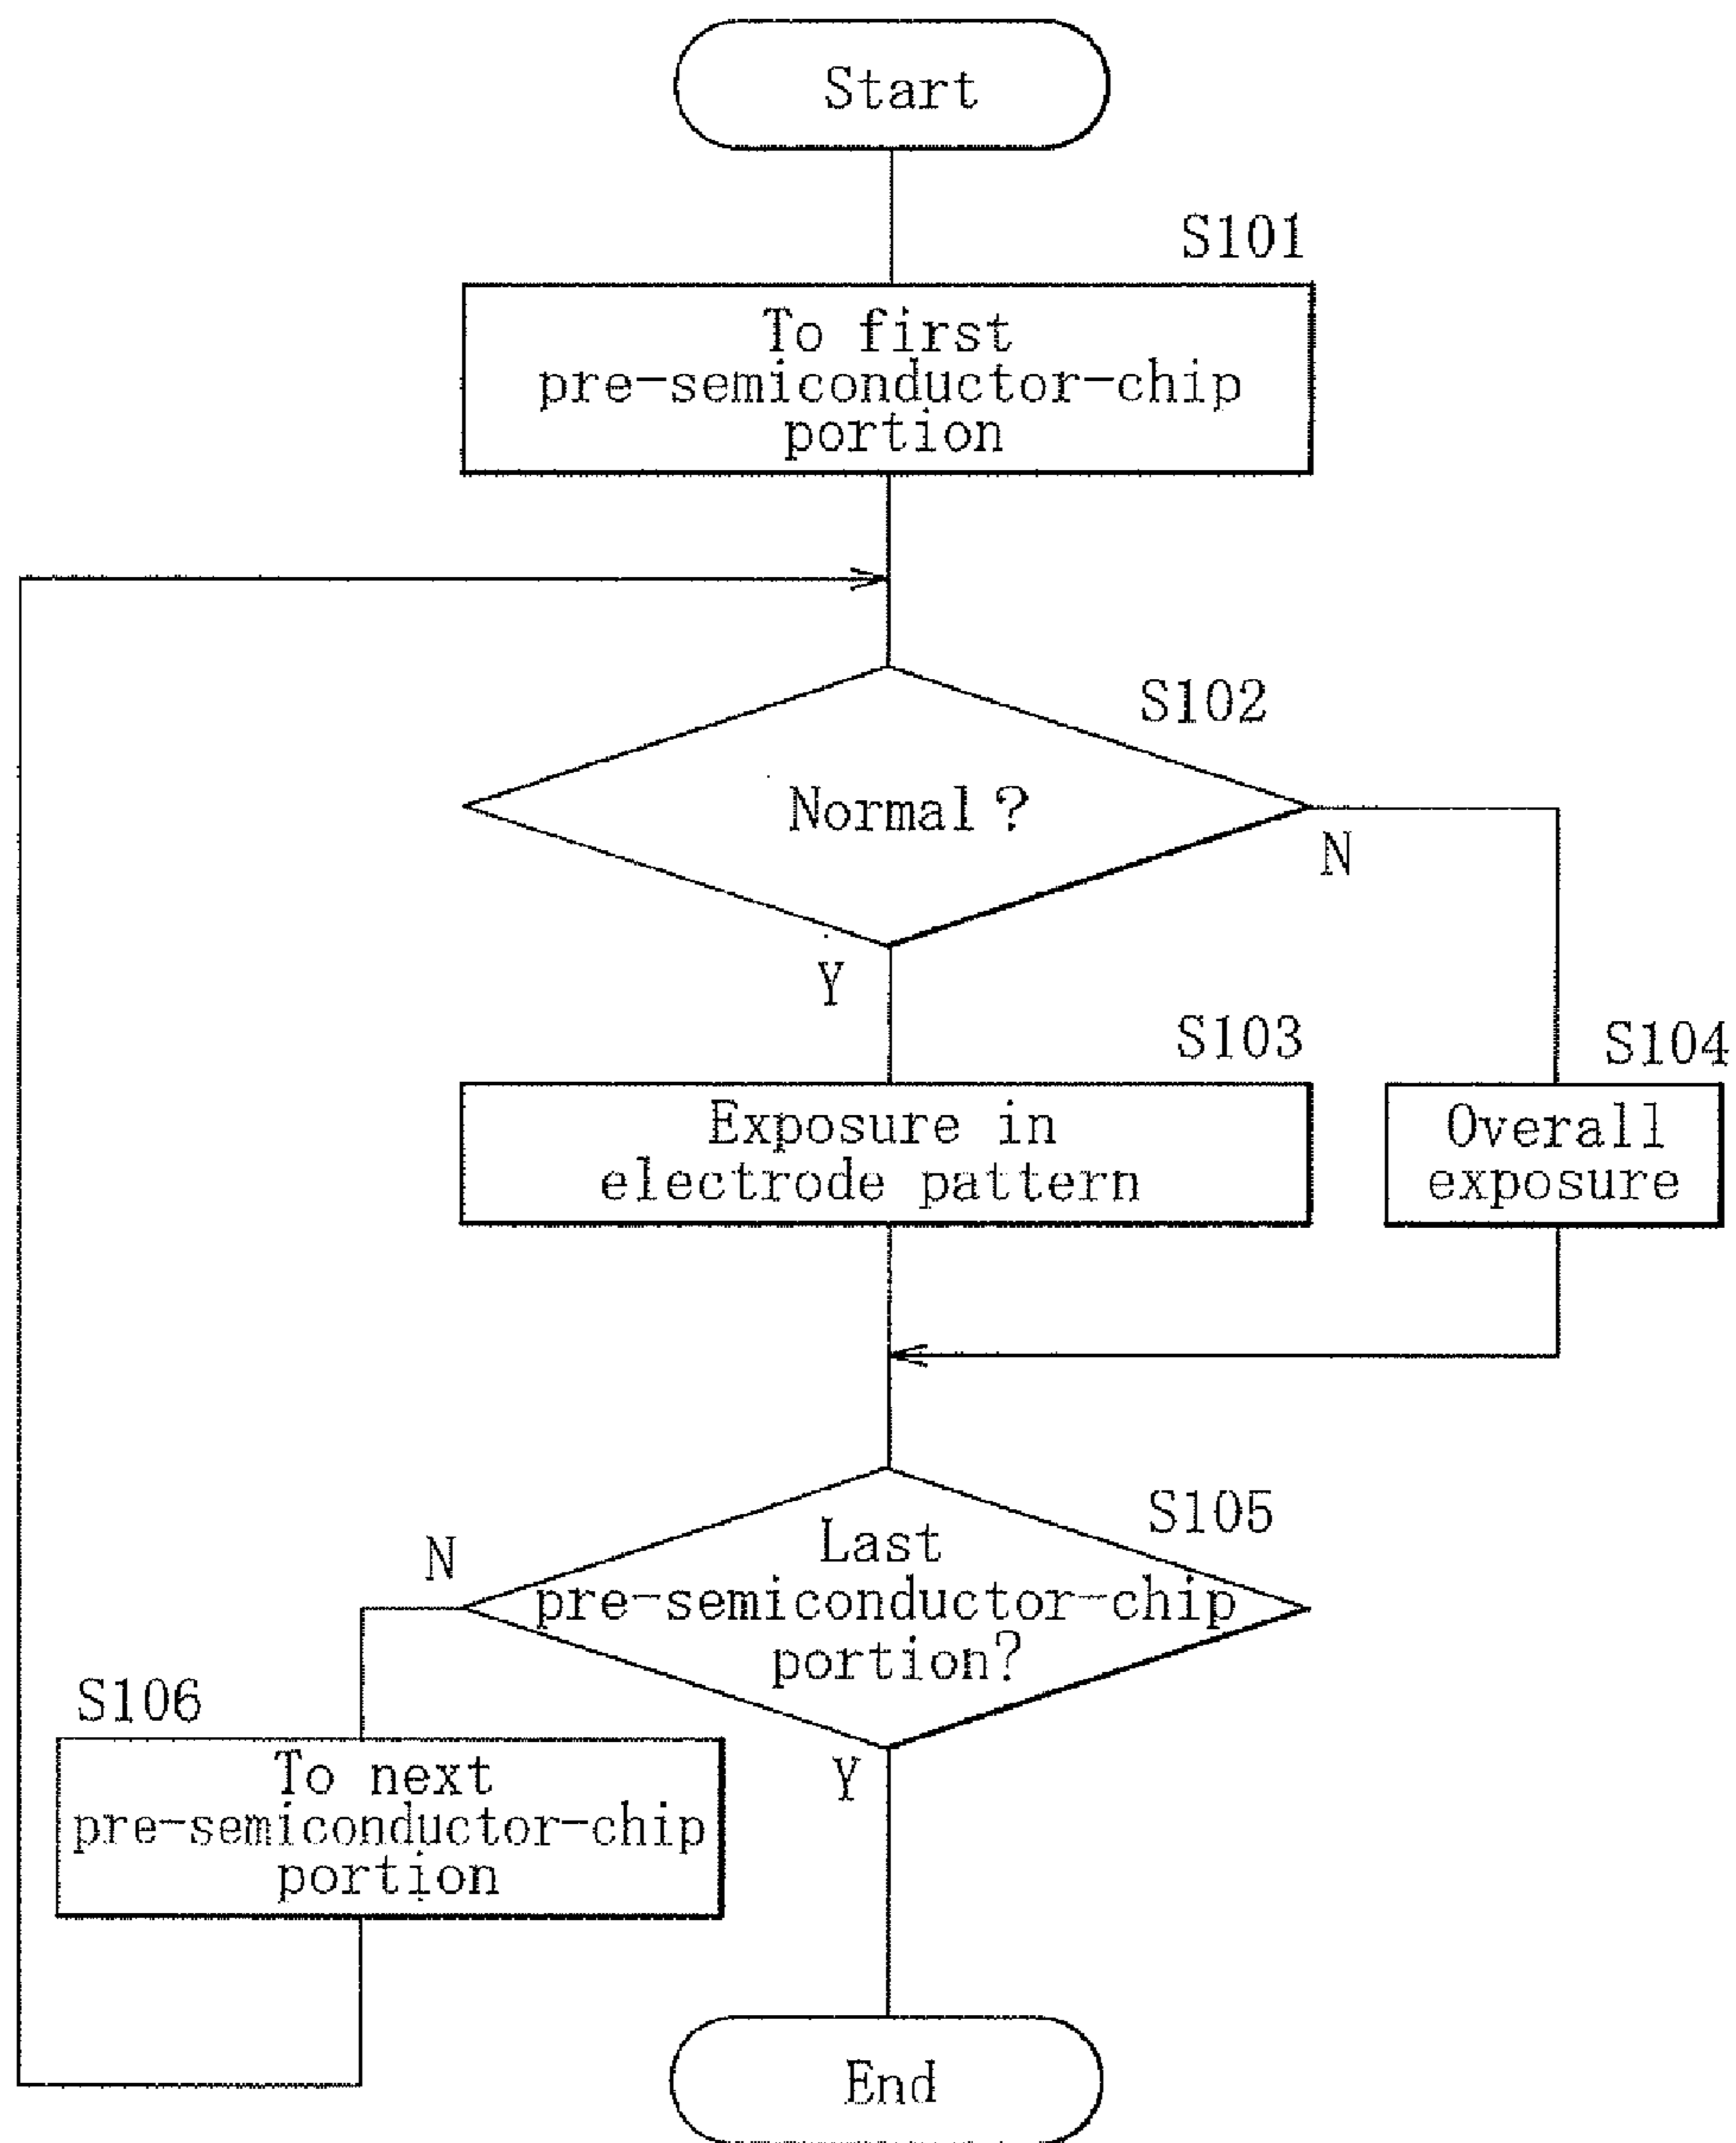 Start
S101
To first
pre-semiconductor-chip
portion
S102
Normal?
N
Y
S103
Exposure in
electrode pattern
S104
Overall
exposure
S105
Last
pre-semiconductor-chip
portion?
N
Y
S106
To next
pre-semiconductor-chip
portion
End